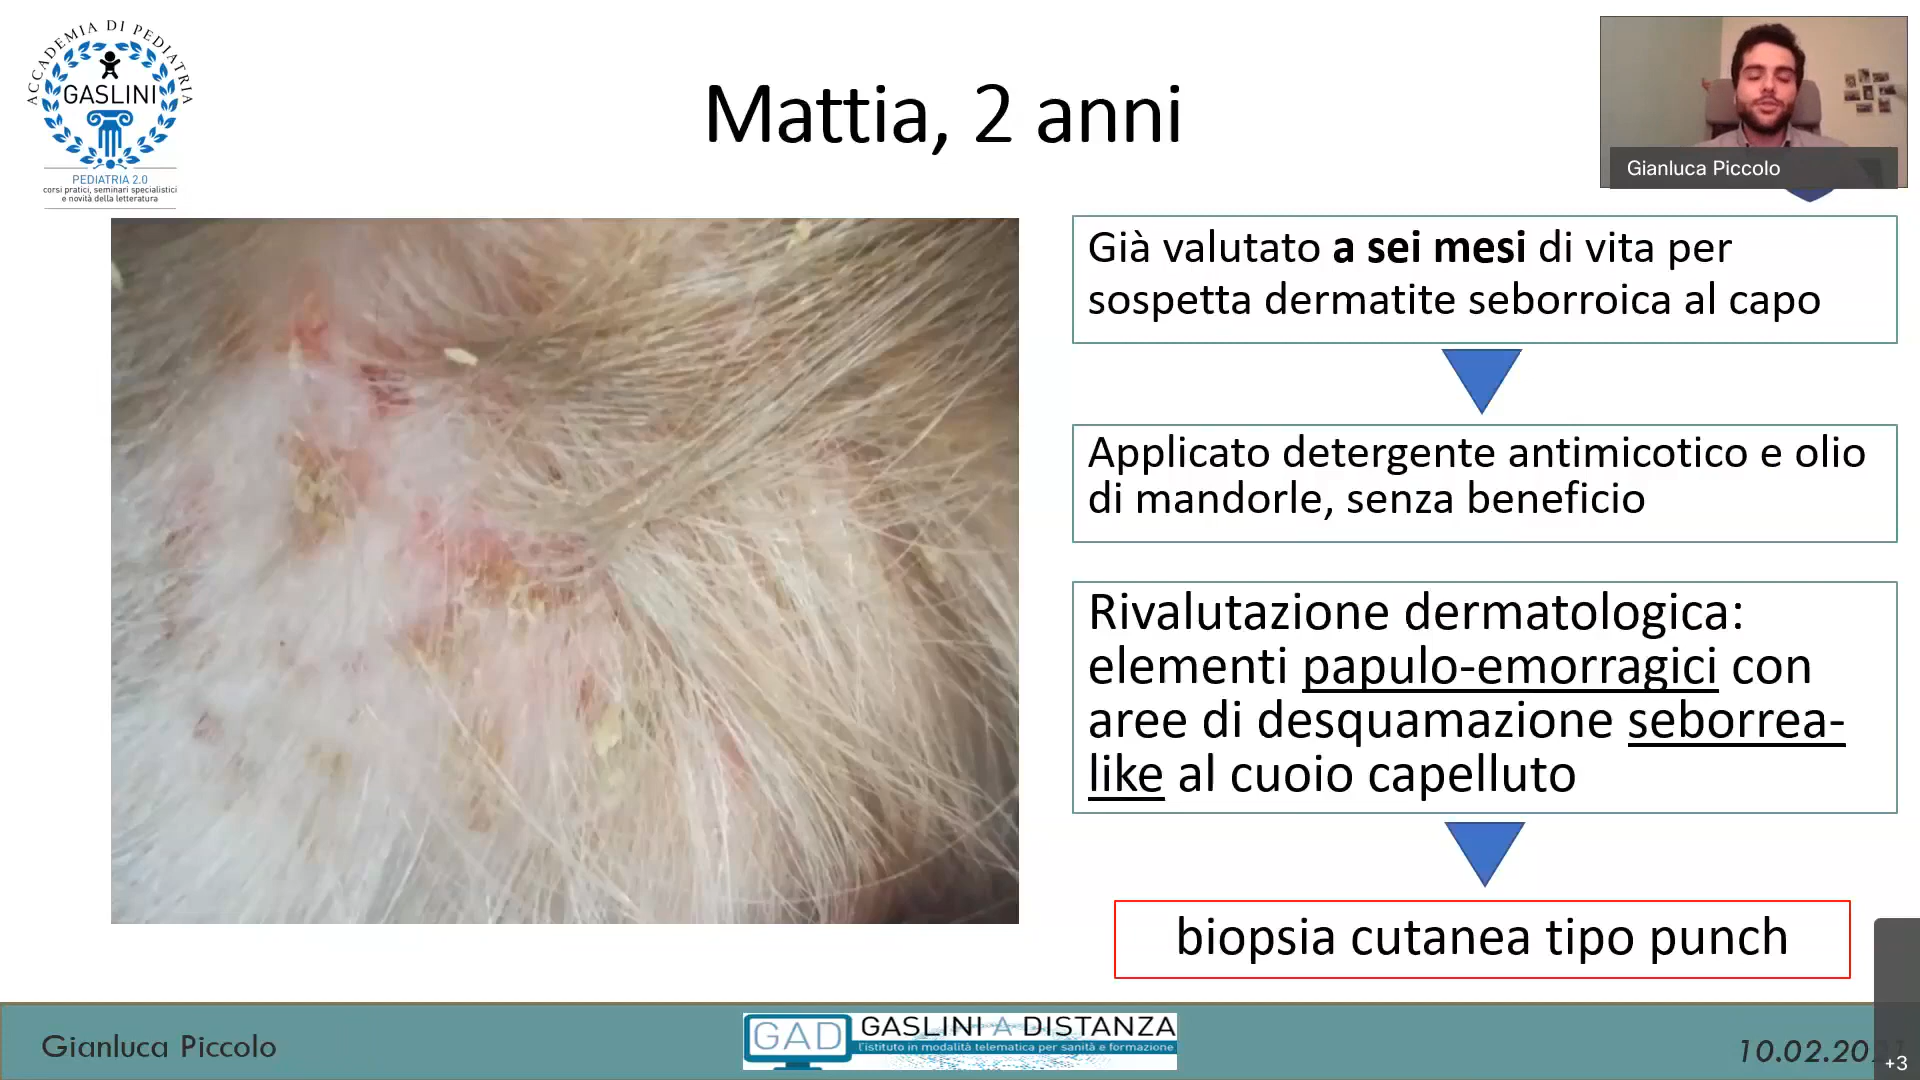 ACCADEMIA DI PEDIATRIA
GASLINI
PEDIATRIA 2.0
corsi pratici, seminari specialistici
e novità della letteratura
Mattia, 2 anni
Gianluca Piccolo
Già valutato a sei mesi di vita per
sospetta dermatite seborroica al capo
Applicato detergente antimicotico e olio
di mandorle, senza beneficio
Rivalutazione dermatologica:
elementi papulo-emorragici con
aree di desquamazione seborrea-
like al cuoio capelluto
biopsia cutanea tipo punch
Gianluca Piccolo
GAD
GASLINI A DISTANZA
l'istituto in modalità telematica per sanità e formazione
10.02.20
+3